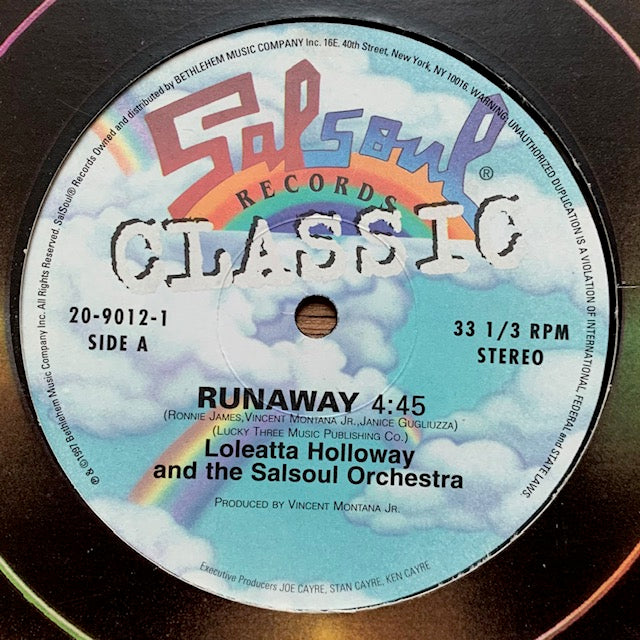 SalSoul® Records Owned and distributed by BETHLEHEM MUSIC COMPANY Inc. 16E. 40th Street, New York, NY 10016. WARNING: UNAUTHORIZED DUPLICATION IS A VIOLATION OF INTERNATIONAL, FEDERAL and STATE LAWS
℗ & © 1997 Bethlehem Music Company Inc. All Rights Reserved.
Salsoul®
RECORDS
CLASSIC
20-9012-1
SIDE A
33 1/3 RPM
STEREO
RUNAWAY 4:45
(RONNIE JAMES,VINCENT MONTANA JR.,JANICE GUGLIUZZA)
(LUCKY THREE MUSIC PUBLISHING CO.)
Loleatta Holloway
and the Salsoul Orchestra
PRODUCED BY VINCENT MONTANA JR.
Executive Producers JOE CAYRE, STAN CAYRE, KEN CAYRE